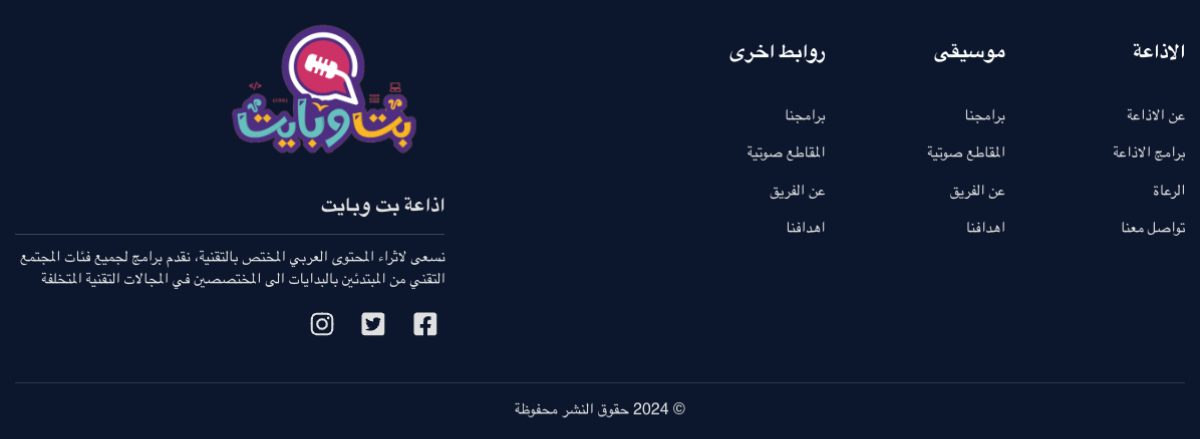 الاذاعة
عن الاذاعة
برامج الاذاعة
الرعاة
تواصل معنا
موسيقى
برامجنا
المقاطع صوتية
عن الفريق
اهدافنا
روابط اخرى
برامجنا
المقاطع صوتية
عن الفريق
اهدافنا
بت وبايت
اذاعة بت وبايت
نسعى لاثراء المحتوى العربي المختص بالتقنية، نقدم برامج لجميع فئات المجتمع
التقني من المبتدئين بالبدايات الى المختصصين في المجالات التقنية المتخلفة
© 2024 حقوق النشر محفوظة